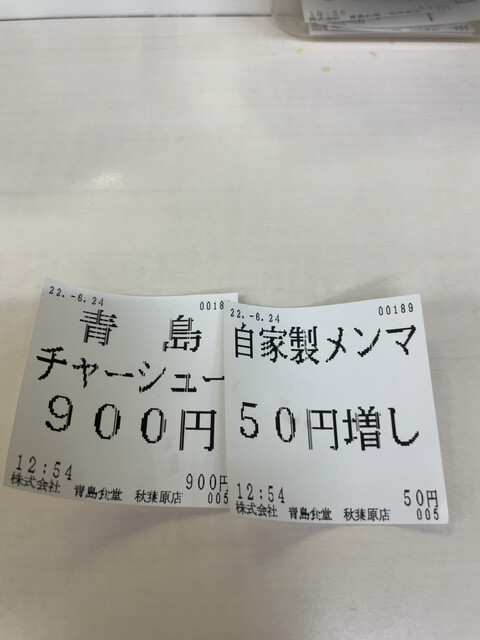 22.-6.24
青島
チャーシュー
900円
12:54
900円
株式会社 青島食堂 秋葉原店
22.-6.24
00189
自家製メンマ
50円増し
12:54
50円
株式会社 青島食堂 秋葉原店
005